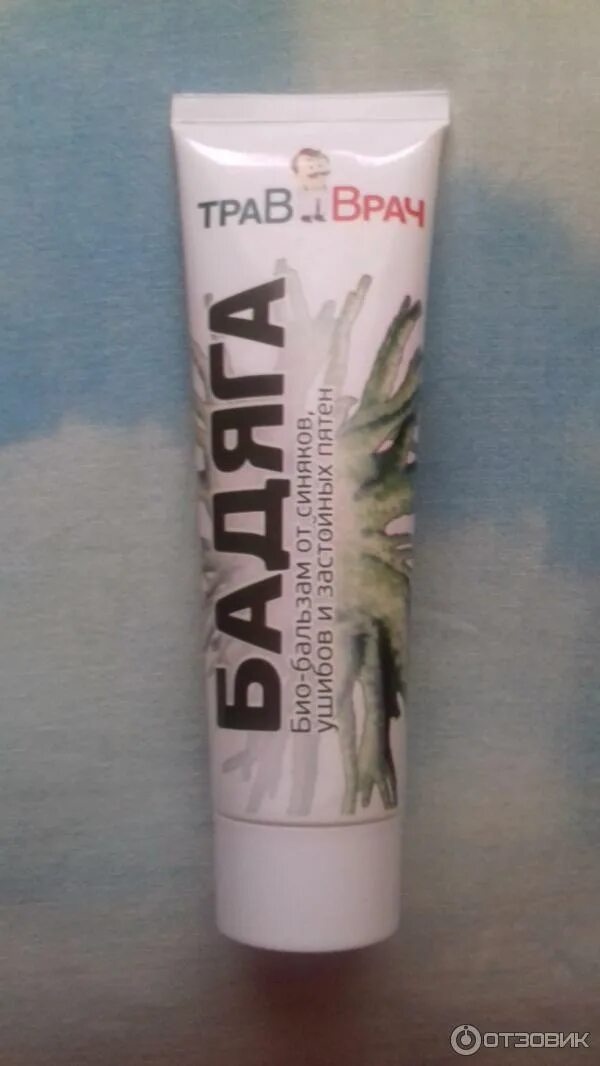 ТРАВ ВРАЧ
БАДЯГА
Био-бальзам от синяков,
ушибов и застойных пятен
ОТЗОВИК